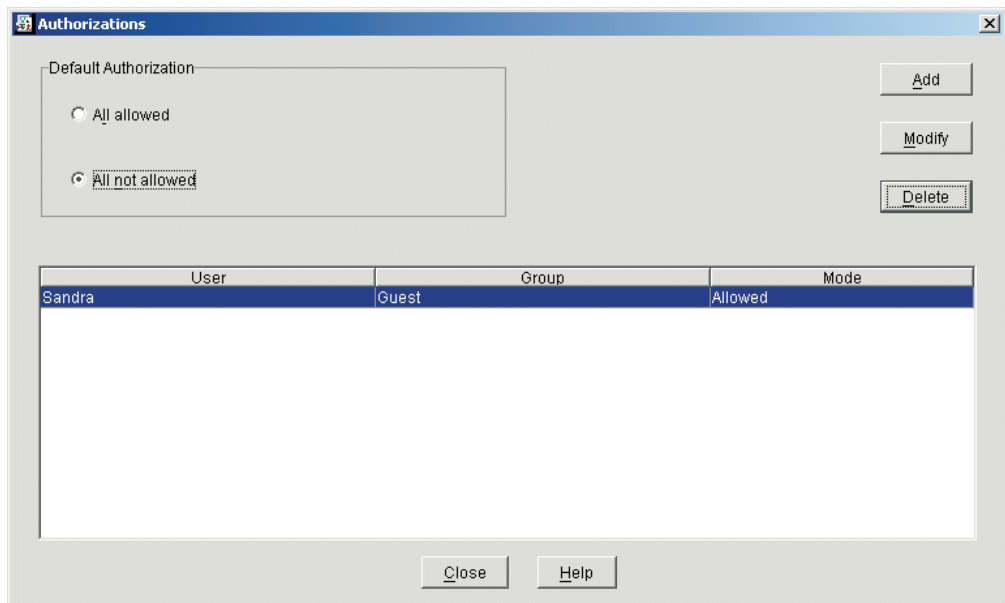 Authorizations
Default Authorization
All allowed
All not allowed
Add
Modify
Delete
User Group Mode
Sandra Guest Allowed
Close Help